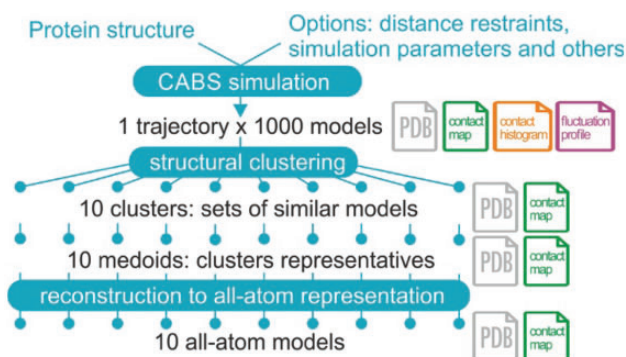 Protein structure
Options: distance restraints,
simulation parameters and others
CABS simulation
1 trajectory x 1000 models
PDB
contact
map
contact
histogram
fluctuation
profile
structural clustering
10 clusters: sets of similar models
PDB
contact
map
10 medoids: clusters representatives
PDB
contact
map
reconstruction to all-atom representation
10 all-atom models
PDB
contact
map